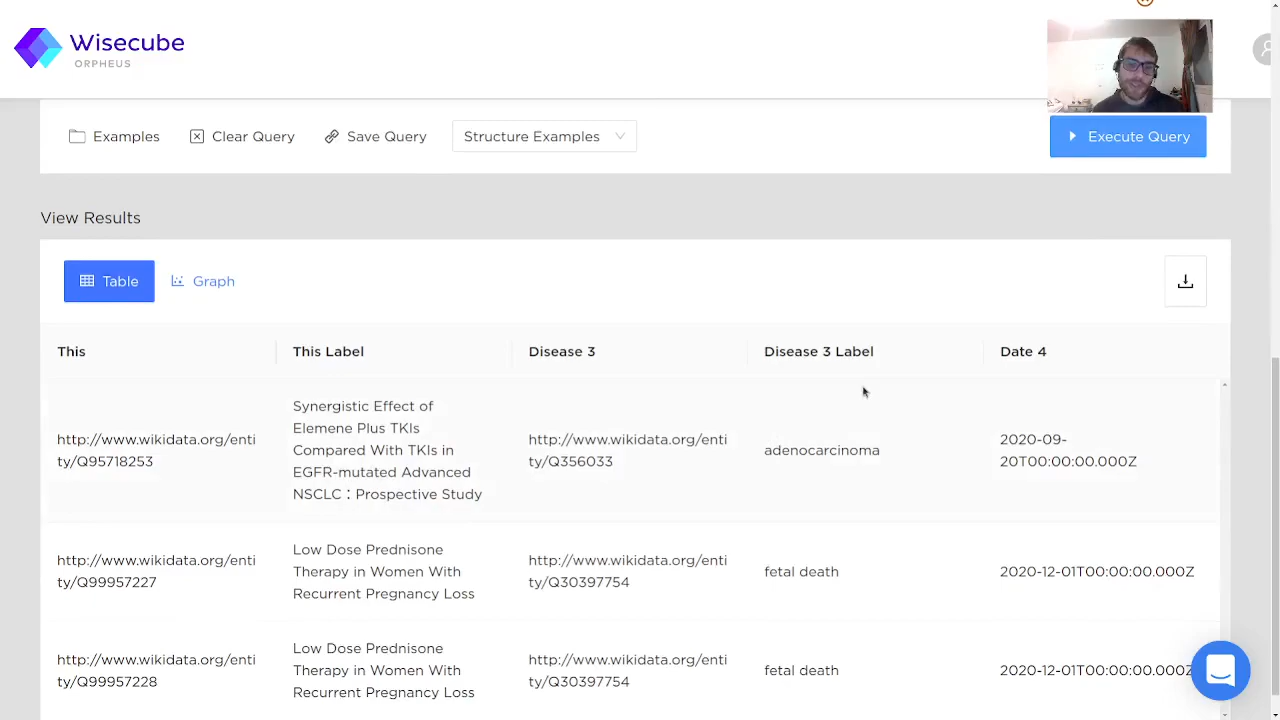 Wisecube
ORPHEUS
Examples
Clear Query
Save Query
Structure Examples
Execute Query
View Results
Table
Graph
This
This Label
Disease 3
Disease 3 Label
Date 4
http://www.wikidata.org/enti
ty/Q95718253
Synergistic Effect of
Elemene Plus TKIs
Compared With TKIs in
EGFR-mutated Advanced
NSCLC：Prospective Study
http://www.wikidata.org/enti
ty/Q356033
adenocarcinoma
2020-09-
20T00:00:00.000Z
http://www.wikidata.org/enti
ty/Q99957227
Low Dose Prednisone
Therapy in Women With
Recurrent Pregnancy Loss
http://www.wikidata.org/enti
ty/Q30397754
fetal death
2020-12-01T00:00:00.000Z
http://www.wikidata.org/enti
ty/Q99957228
Low Dose Prednisone
Therapy in Women With
Recurrent Pregnancy Loss
http://www.wikidata.org/enti
ty/Q30397754
fetal death
2020-12-01T00:00:00.000Z